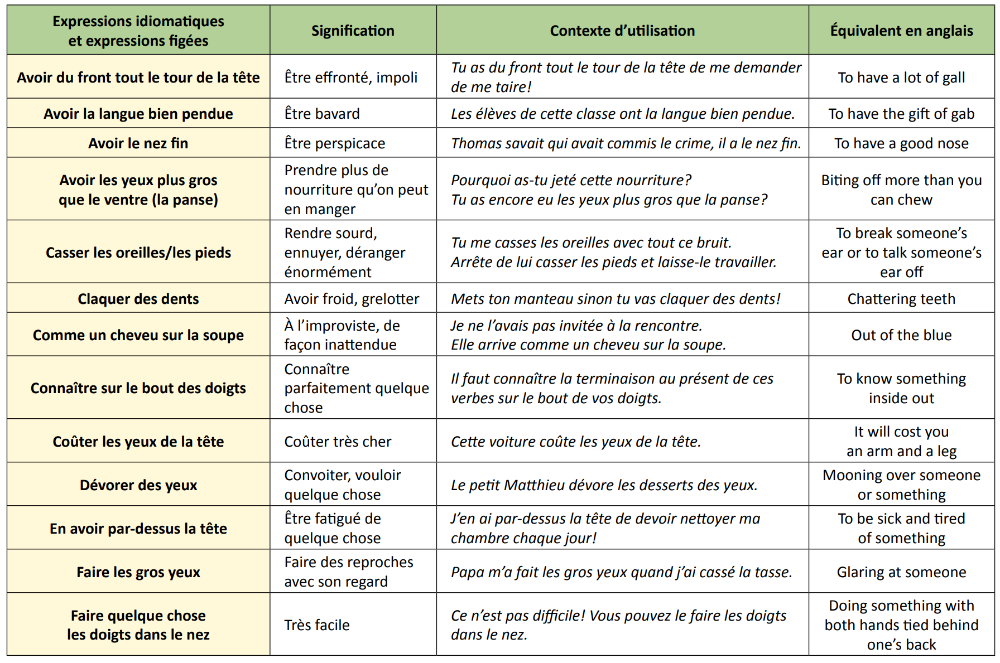 Expressions idiomatiques
et expressions figées
Signification
Contexte d’utilisation
Équivalent en anglais
Avoir du front tout le tour de la tête
Être effronté, impoli
Tu as du front tout le tour de la tête de me demander
de me taire!
To have a lot of gall
Avoir la langue bien pendue
Être bavard
Les élèves de cette classe ont la langue bien pendue.
To have the gift of gab
Avoir le nez fin
Être perspicace
Thomas savait qui avait commis le crime, il a le nez fin.
To have a good nose
Avoir les yeux plus gros
que le ventre (la panse)
Prendre plus de
nourriture qu’on peut
en manger
Pourquoi as-tu jeté cette nourriture?
Tu as encore eu les yeux plus gros que la panse?
Biting off more than you
can chew
Casser les oreilles/les pieds
Rendre sourd,
ennuyer, déranger
énormément
Tu me casses les oreilles avec tout ce bruit.
Arrête de lui casser les pieds et laisse-le travailler.
To break someone’s
ear or to talk someone’s
ear off
Claquer des dents
Avoir froid, grelotter
Mets ton manteau sinon tu vas claquer des dents!
Chattering teeth
Comme un cheveu sur la soupe
À l’improviste, de
façon inattendue
Je ne l’avais pas invitée à la rencontre.
Elle arrive comme un cheveu sur la soupe.
Out of the blue
Connaître sur le bout des doigts
Connaître
parfaitement quelque
chose
Il faut connaître la terminaison au présent de ces
verbes sur le bout de vos doigts.
To know something
inside out
Coûter les yeux de la tête
Coûter très cher
Cette voiture coûte les yeux de la tête.
It will cost you
an arm and a leg
Dévorer des yeux
Convoiter, vouloir
quelque chose
Le petit Matthieu dévore les desserts des yeux.
Mooning over someone
or something
En avoir par-dessus la tête
Être fatigué de
quelque chose
J’en ai par-dessus la tête de devoir nettoyer ma
chambre chaque jour!
To be sick and tired
of something
Faire les gros yeux
Faire des reproches
avec son regard
Papa m’a fait les gros yeux quand j’ai cassé la tasse.
Glaring at someone
Faire quelque chose
les doigts dans le nez
Très facile
Ce n’est pas difficile! Vous pouvez le faire les doigts
dans le nez.
Doing something with
both hands tied behind
one’s back